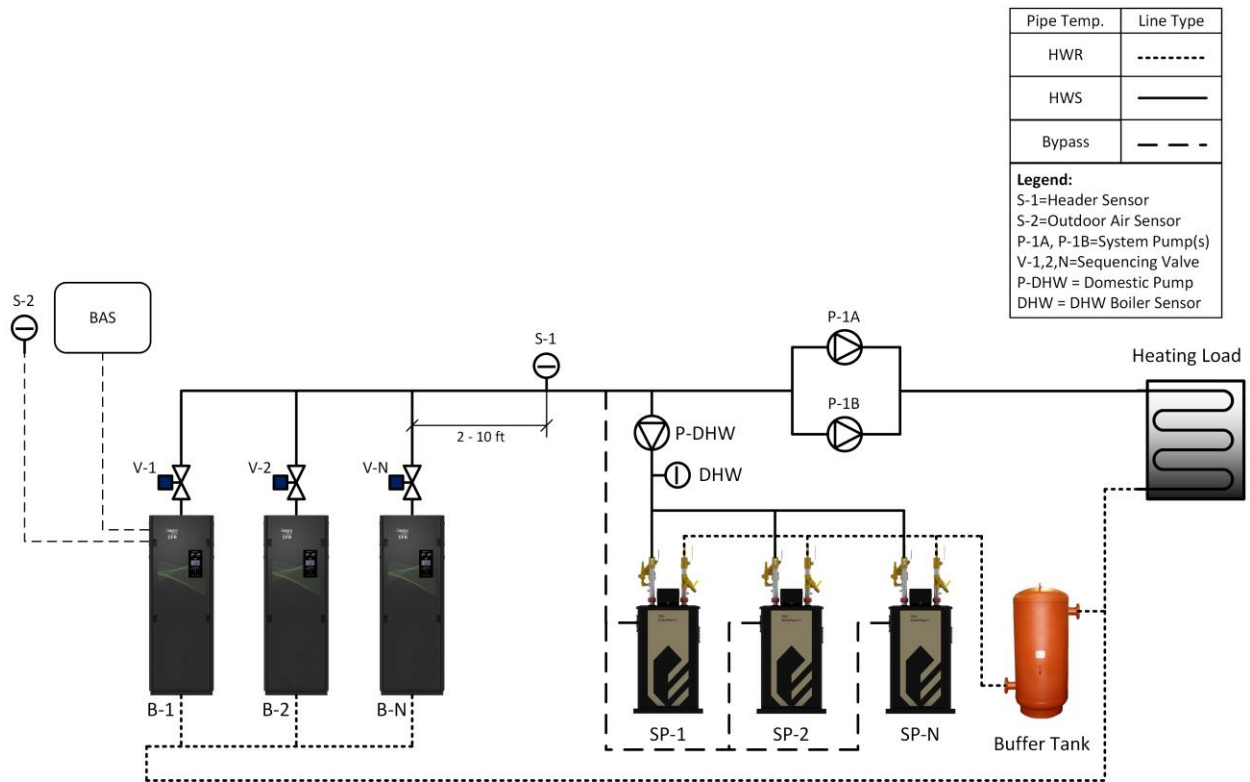 Pipe Temp. Line Type
HWR
HWS
Bypass
Legend:
S-1=Header Sensor
S-2=Outdoor Air Sensor
P-1A, P-1B=System Pump(s)
V-1,2,N=Sequencing Valve
P-DHW = Domestic Pump
DHW = DHW Boiler Sensor
S-2
BAS
S-1
P-1A
Heating Load
P-1B
2 - 10 ft
P-DHW
V-1
V-2
V-N
DHW
B-1
B-2
B-N
SP-1
SP-2
SP-N
Buffer Tank